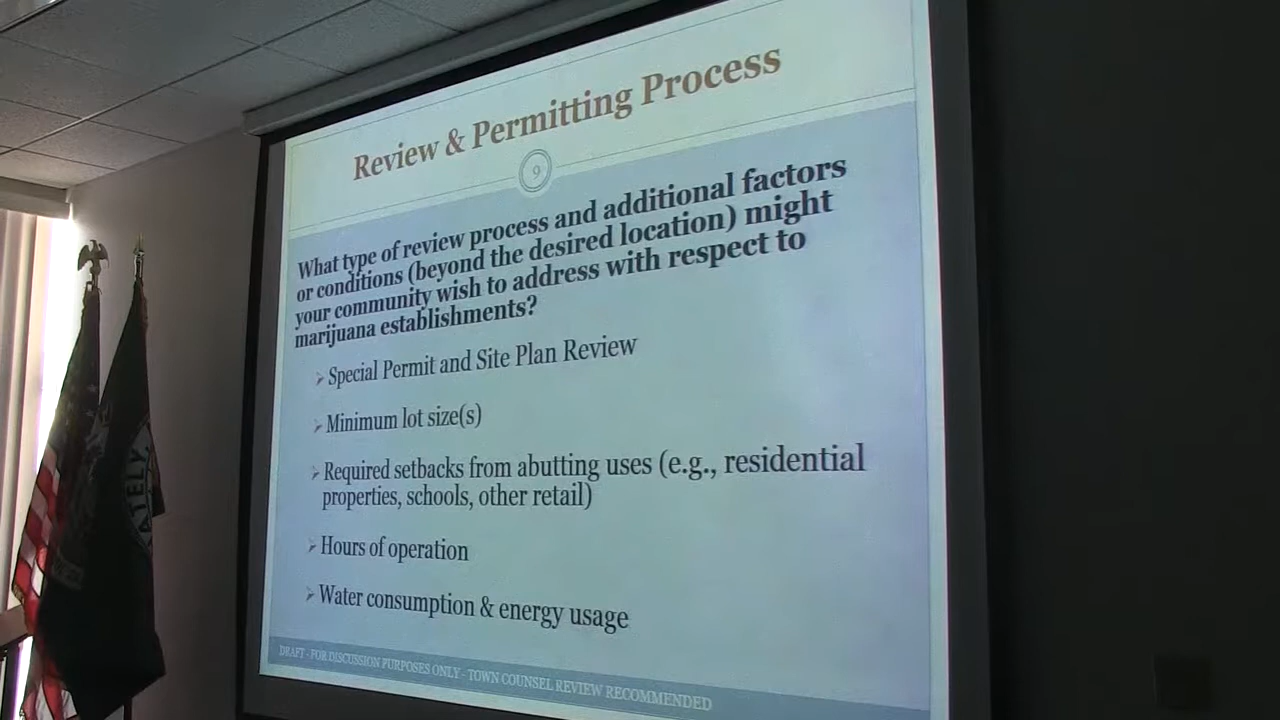 Review & Permitting Process
9
What type of review process and additional factors
or conditions (beyond the desired location) might
your community wish to address with respect to
marijuana establishments?
Special Permit and Site Plan Review
Minimum lot size(s)
Required setbacks from abutting uses (e.g., residential
properties, schools, other retail)
Hours of operation
Water consumption & energy usage
DRAFT - FOR DISCUSSION PURPOSES ONLY - TOWN COUNSEL REVIEW RECOMMENDED